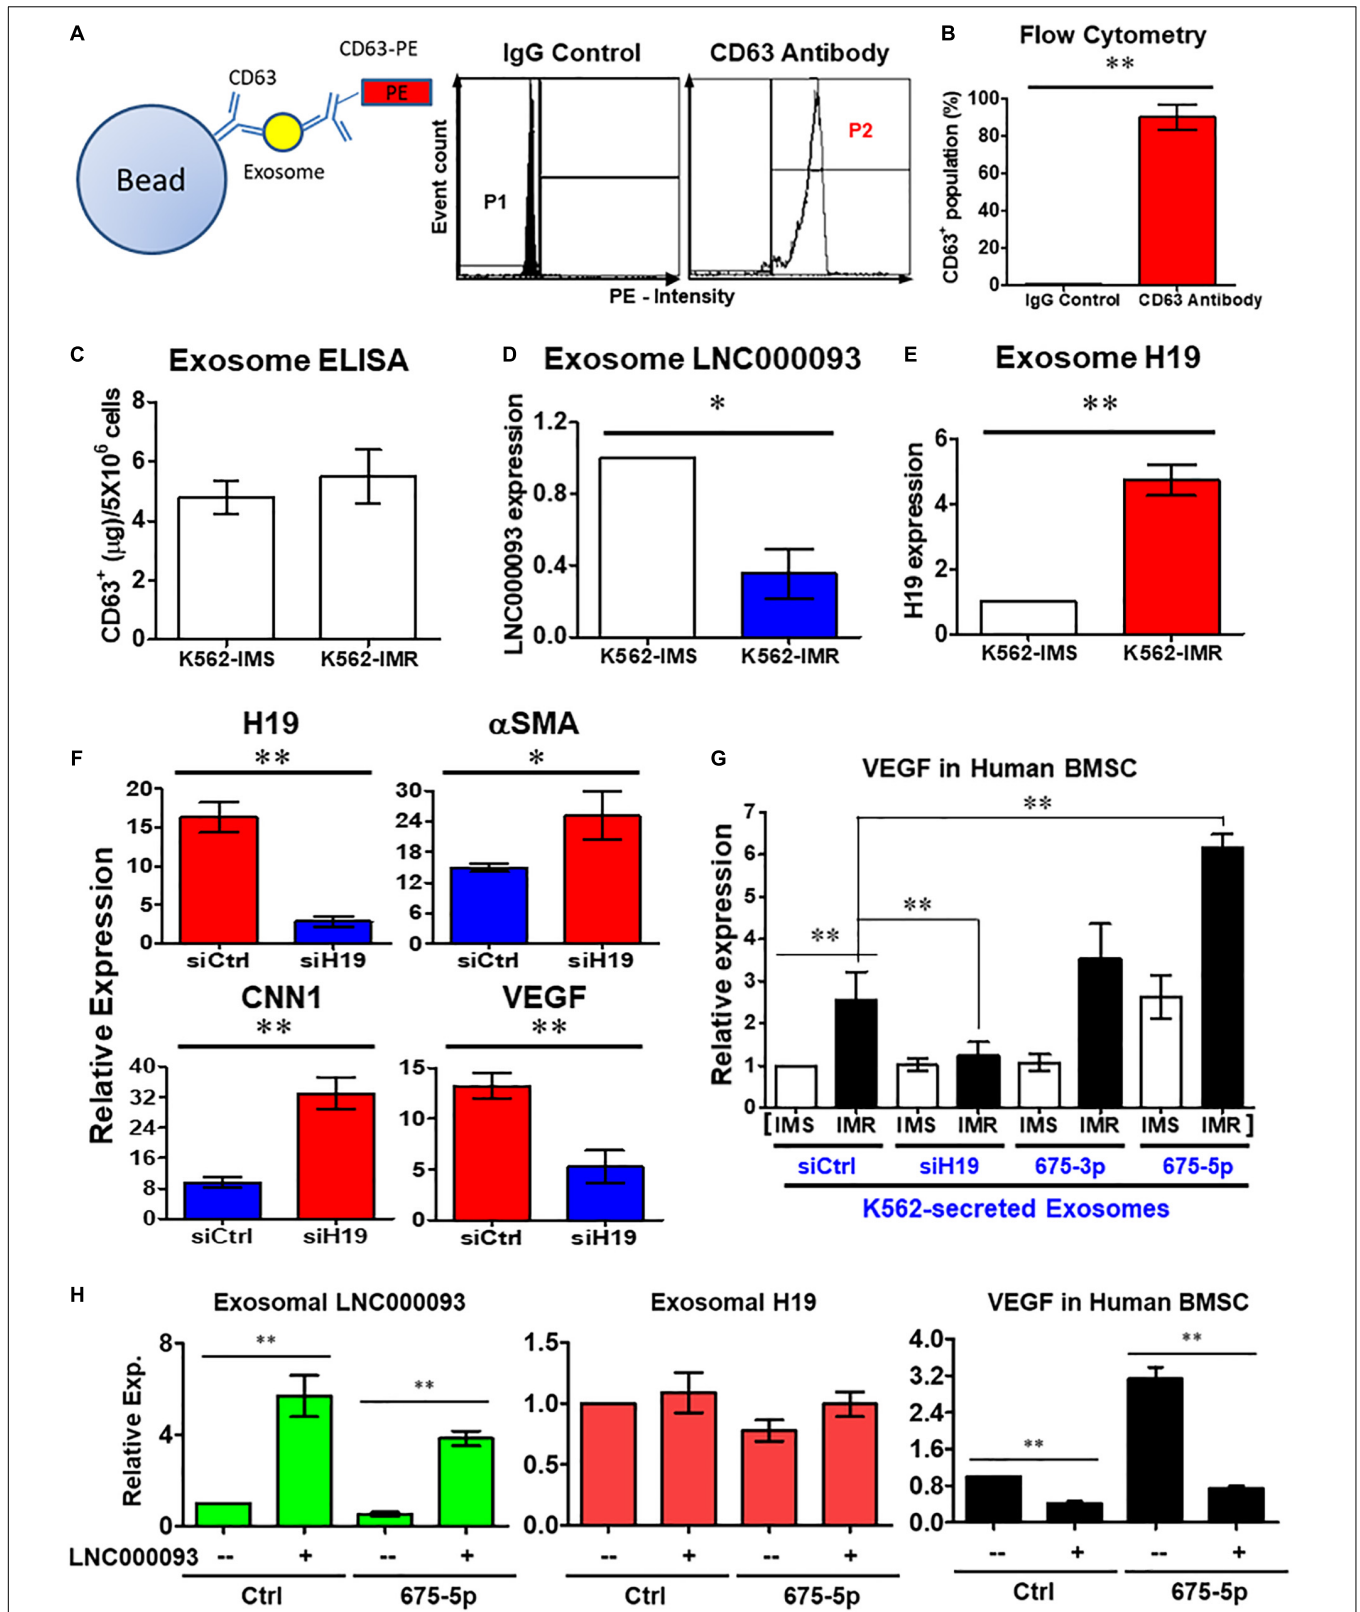 A
CD63-PE
CD63
PE
Bead
Exosome
IgG Control
CD63 Antibody
Event count
P1
P2
PE - Intensity
B
Flow Cytometry
**
CD63+ population (%)
100
80
60
40
20
0
IgG Control
CD63 Antibody
C
Exosome ELISA
CD63+ (μg)/5X10^6 cells
8
6
4
2
0
K562-IMS
K562-IMR
D
Exosome LNC000093
*
LNC000093 expression
1.2
0.8
0.4
0.0
K562-IMS
K562-IMR
E
Exosome H19
**
H19 expression
6
4
2
0
K562-IMS
K562-IMR
F
Relative Expression
H19
**
20
15
10
5
0
siCtrl
siH19
αSMA
*
30
24
18
12
6
0
siCtrl
siH19
CNN1
**
40
32
24
16
8
0
siCtrl
siH19
VEGF
**
15
10
5
0
siCtrl
siH19
G
VEGF in Human BMSC
**
**
**
Relative expression
7
6
5
4
3
2
1
0
[IMS IMR IMS IMR IMS IMR IMS IMR]
siCtrl siH19 675-3p 675-5p
K562-secreted Exosomes
H
Exosomal LNC000093
**
**
Relative Exp.
8
4
0
LNC000093 -- + -- +
Ctrl 675-5p
Exosomal H19
1.5
1.0
0.5
0.0
-- + -- +
Ctrl 675-5p
VEGF in Human BMSC
**
**
4.0
3.2
2.4
1.6
0.8
0.0
-- + -- +
Ctrl 675-5p